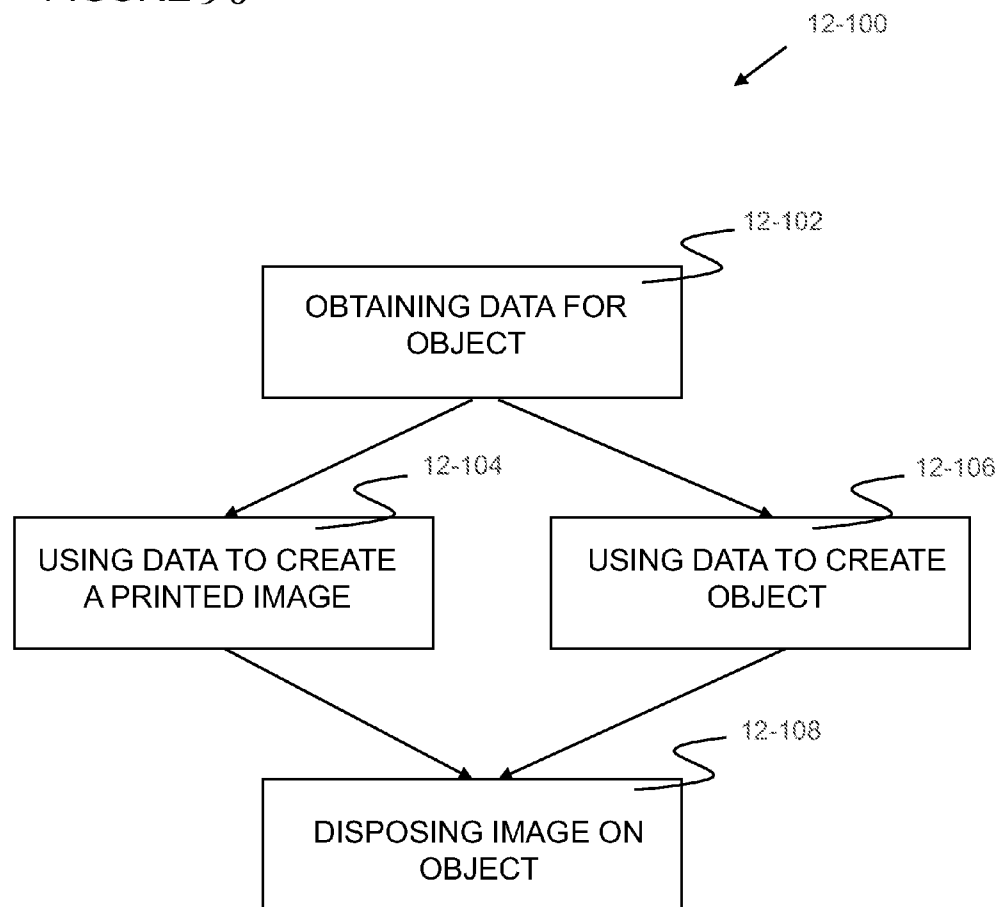 12-100
12-102
OBTAINING DATA FOR
OBJECT
12-104
12-106
USING DATA TO CREATE
A PRINTED IMAGE
USING DATA TO CREATE
OBJECT
12-108
DISPOSING IMAGE ON
OBJECT